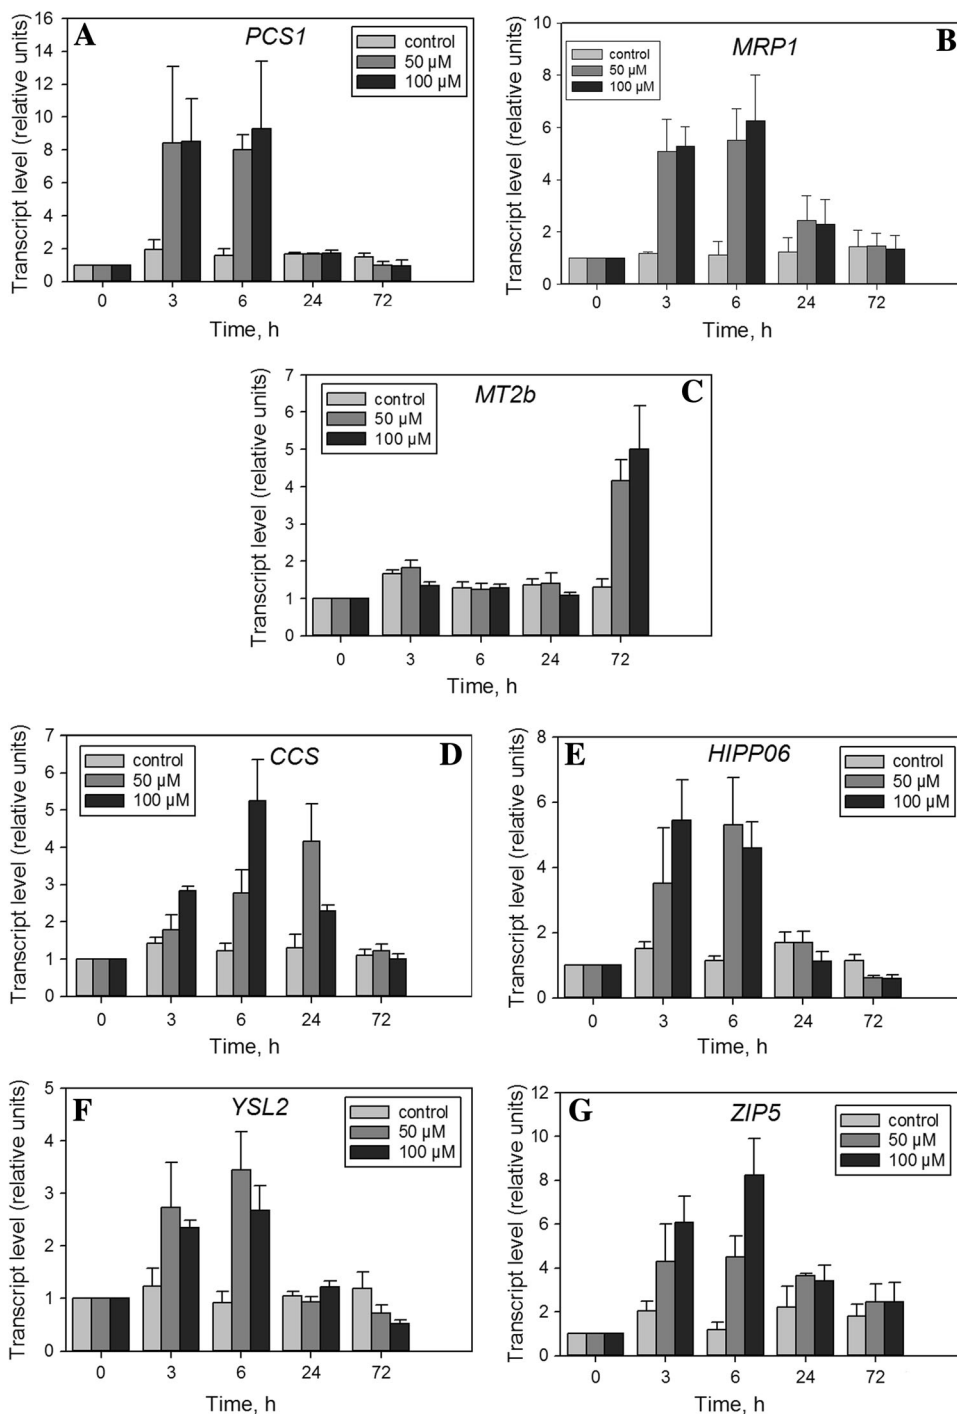 A
PCS1
control
50 µM
100 µM
Transcript level (relative units)
16
14
12
10
8
6
4
2
0
0 3 6 24 72
Time, h
B
MRP1
control
50 µM
100 µM
Transcript level (relative units)
10
8
6
4
2
0
0 3 6 24 72
Time, h
C
MT2b
control
50 µM
100 µM
Transcript level (relative units)
7
6
5
4
3
2
1
0
0 3 6 24 72
Time, h
D
CCS
control
50 µM
100 µM
Transcript level (relative units)
7
6
5
4
3
2
1
0
0 3 6 24 72
Time, h
E
HIPP06
control
50 µM
100 µM
Transcript level (relative units)
8
6
4
2
0
0 3 6 24 72
Time, h
F
YSL2
control
50 µM
100 µM
Transcript level (relative units)
5
4
3
2
1
0
0 3 6 24 72
Time, h
G
ZIP5
control
50 µM
100 µM
Transcript level (relative units)
12
10
8
6
4
2
0
0 3 6 24 72
Time, h